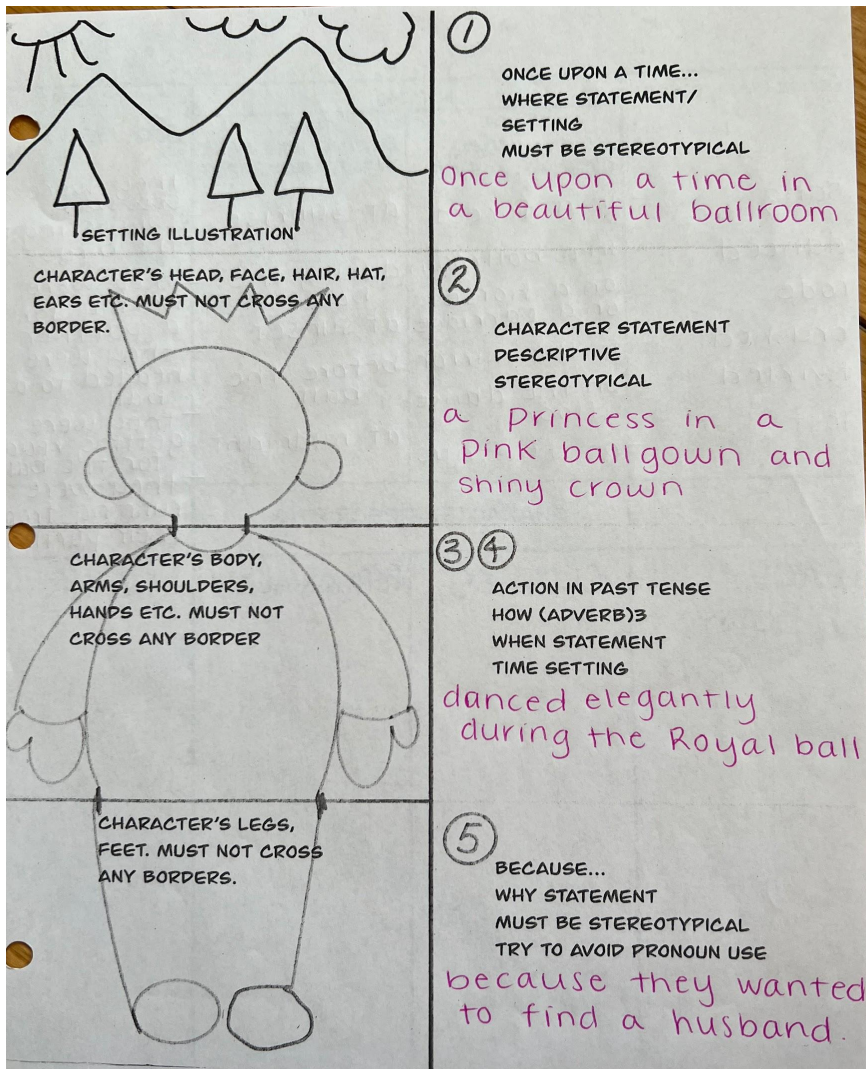 SETTING ILLUSTRATION
CHARACTER'S HEAD, FACE, HAIR, HAT,
EARS ETC. MUST NOT CROSS ANY
BORDER.
CHARACTER'S BODY,
ARMS, SHOULDERS,
HANDS ETC. MUST NOT
CROSS ANY BORDER
CHARACTER'S LEGS,
FEET. MUST NOT CROSS
ANY BORDERS.
1
ONCE UPON A TIME...
WHERE STATEMENT/
SETTING
MUST BE STEREOTYPICAL
Once upon a time in
a beautiful ballroom
2
CHARACTER STATEMENT
DESCRIPTIVE
STEREOTYPICAL
a Princess in a
pink ballgown and
shiny crown
3 4
ACTION IN PAST TENSE
HOW (ADVERB)3
WHEN STATEMENT
TIME SETTING
danced elegantly
during the Royal ball
5
BECAUSE...
WHY STATEMENT
MUST BE STEREOTYPICAL
TRY TO AVOID PRONOUN USE
because they wanted
to find a husband.